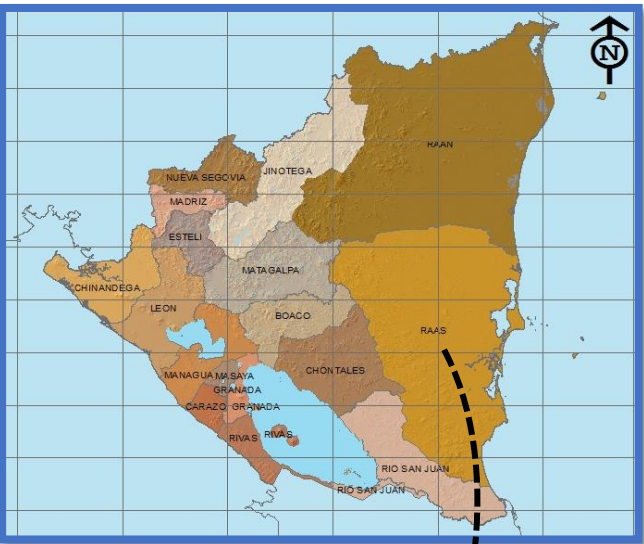 N
RAAN
JINOTEGA
NUEVA SEGOVIA
MADRIZ
ESTELI
MATAGALPA
CHINANDEGA
LEON
BOACO
RAAS
CHONTALES
MANAGUA
MASAYA
GRANADA
CARAZO
GRANADA
RIVAS
RIVAS
RIO SAN JUAN
RIO SAN JUAN